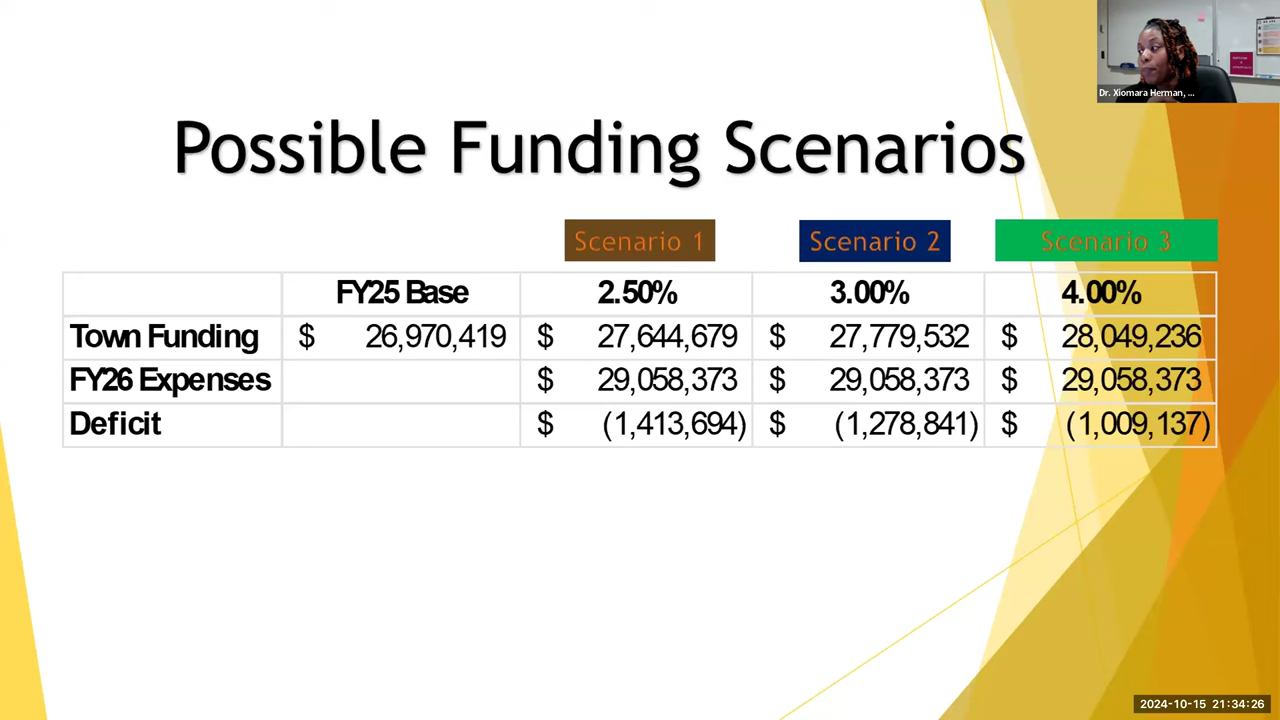 Dr. Xiomara Herman, ...
Possible Funding Scenarios
Scenario 1 Scenario 2 Scenario 3
FY25 Base 2.50% 3.00% 4.00%
Town Funding $ 26,970,419 $ 27,644,679 $ 27,779,532 $ 28,049,236
FY26 Expenses $ 29,058,373 $ 29,058,373 $ 29,058,373
Deficit $ (1,413,694) $ (1,278,841) $ (1,009,137)
2024-10-15 21:34:26